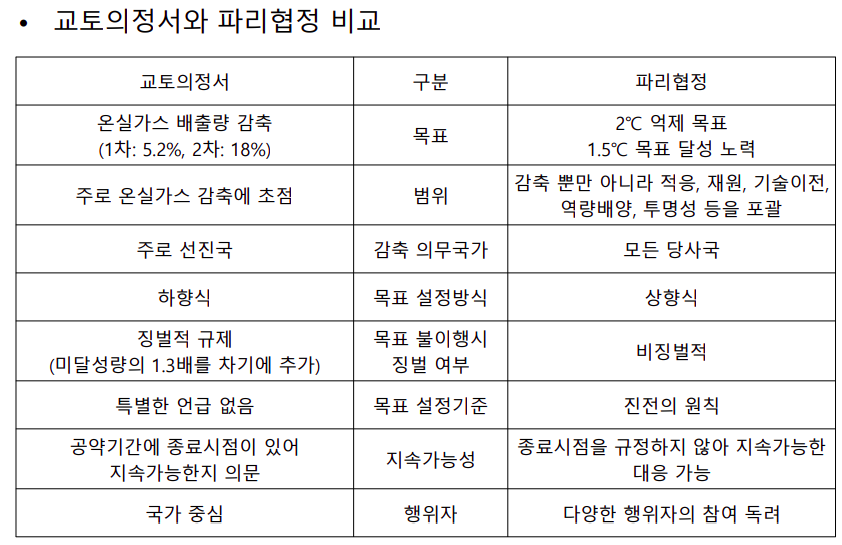 • 교토의정서와 파리협정 비교
교토의정서 구분 파리협정
온실가스 배출량 감축
(1차: 5.2%, 2차: 18%)
목표
2℃ 억제 목표
1.5℃ 목표 달성 노력
주로 온실가스 감축에 초점
범위
감축 뿐만 아니라 적응, 재원, 기술이전,
역량배양, 투명성 등을 포괄
주로 선진국 감축 의무국가 모든 당사국
하향식 목표 설정방식 상향식
징벌적 규제
(미달성량의 1.3배를 차기에 추가)
목표 불이행시
징벌 여부
비징벌적
특별한 언급 없음 목표 설정기준 진전의 원칙
공약기간에 종료시점이 있어
지속가능한지 의문
지속가능성
종료시점을 규정하지 않아 지속가능한
대응 가능
국가 중심 행위자 다양한 행위자의 참여 독려